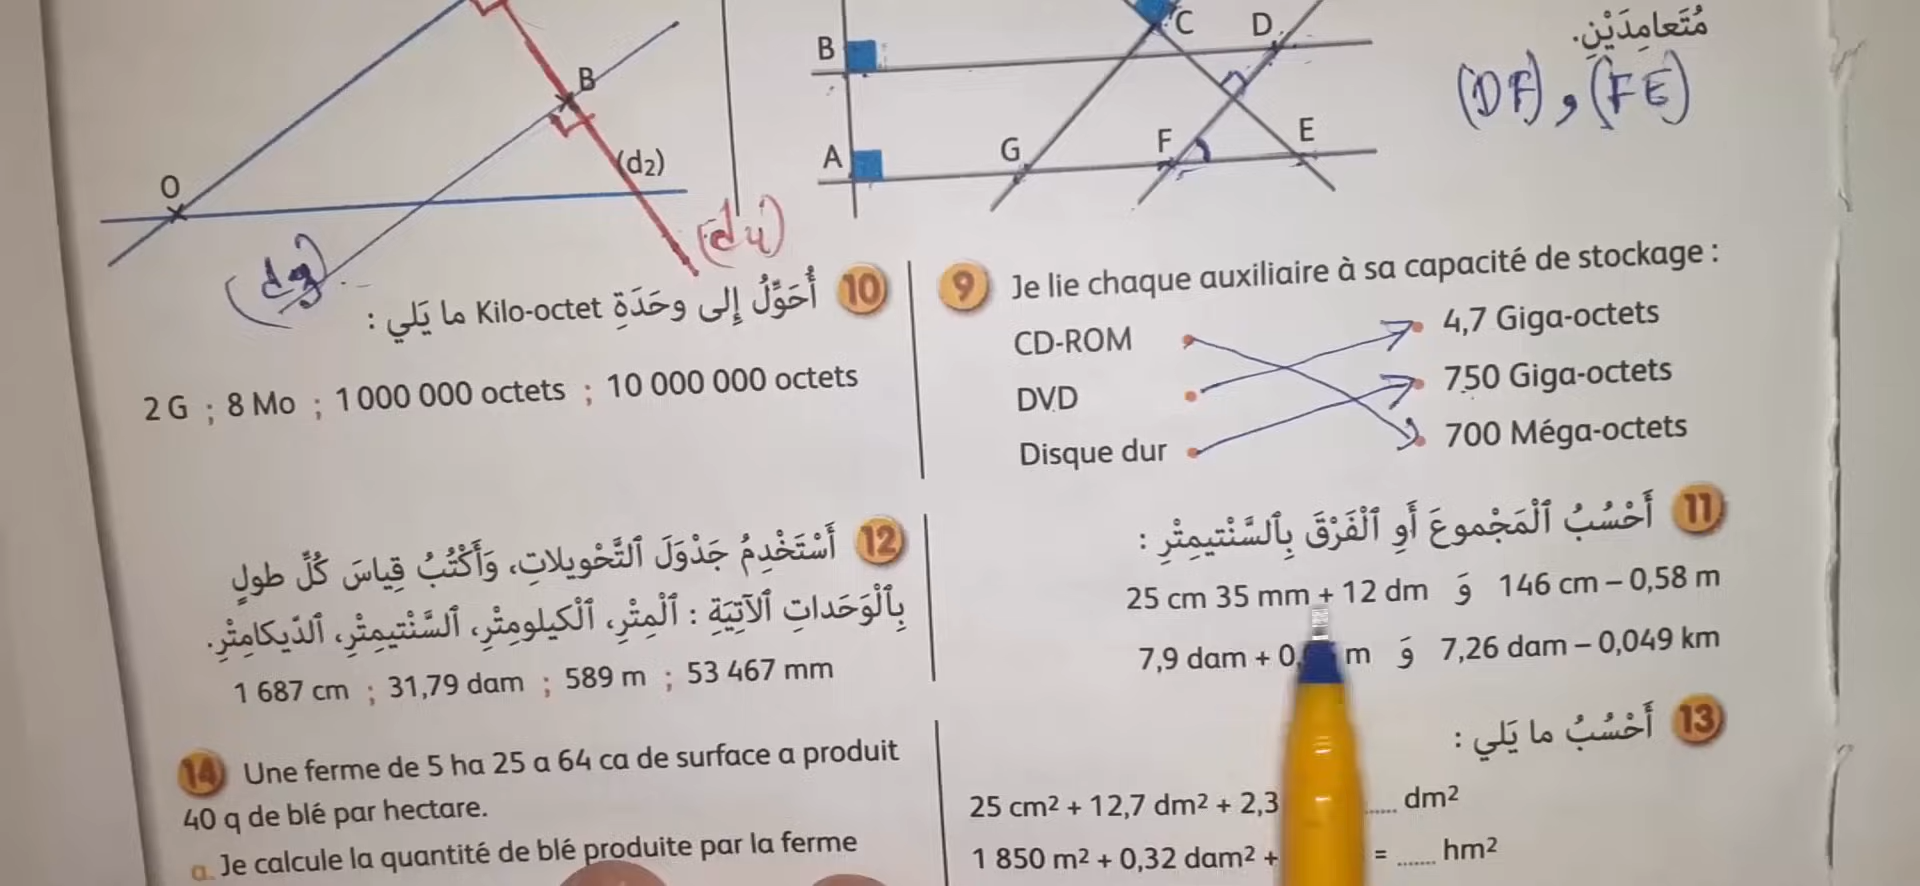 مُتَعامِدَيْنِ.
(DF) , (FE)
B
C
D
A
G
F
E
O
B
(d2)
(d4)
9 Je lie chaque auxiliaire à sa capacité de stockage :
CD-ROM
4,7 Giga-octets
DVD
750 Giga-octets
Disque dur
700 Méga-octets
10 أُحَوِّلُ إِلى وحَدَةِ Kilo-octet ما يَلي :
2 G ; 8 Mo ; 1 000 000 octets ; 10 000 000 octets
11 أَحْسُبُ ٱلْمَجْموعَ أَوِ ٱلْفَرْقَ بِٱلسَّنْتيمِتْرِ :
25 cm 35 mm + 12 dm وَ 146 cm – 0,58 m
7,9 dam + 0, m وَ 7,26 dam – 0,049 km
12 أَسْتَخْدِمُ جَدْوَلَ ٱلتَّحْويلاتِ، وَأَكْتُبُ قِياسَ كُلِّ طولٍ
بِٱلْوَحَداتِ ٱلْآتِيَةِ : ٱلْمِتْرِ، ٱلْكيلومِتْرِ، ٱلسَّنْتيمِتْرِ، ٱلدّيكامِتْرِ.
1 687 cm ; 31,79 dam ; 589 m ; 53 467 mm
13 أَحْسُبُ ما يَلي :
25 cm² + 12,7 dm² + 2,3 ...... dm²
1 850 m² + 0,32 dam² + = ....... hm²
14 Une ferme de 5 ha 25 a 64 ca de surface a produit
40 q de blé par hectare.
a. Je calcule la quantité de blé produite par la ferme